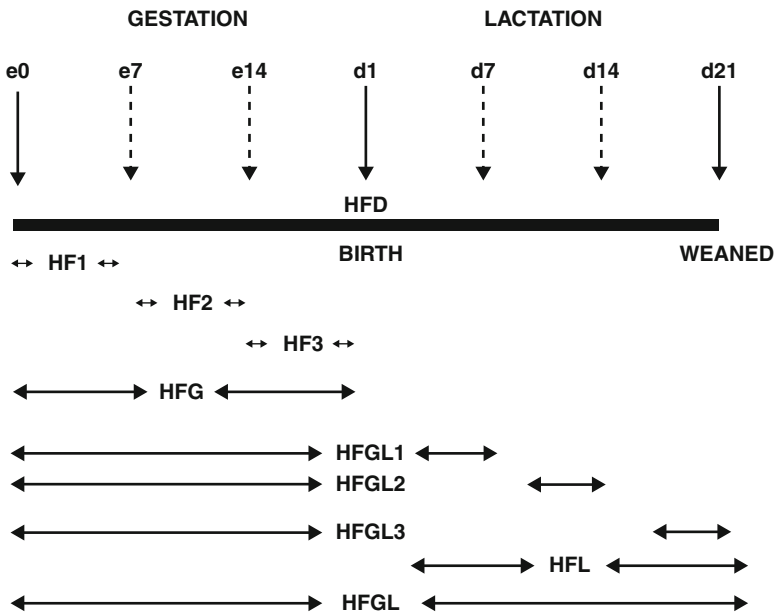 GESTATION LACTATION
e0 e7 e14 d1 d7 d14 d21
HFD
BIRTH WEANED
HF1
HF2
HF3
HFG
HFGL1
HFGL2
HFGL3
HFL
HFGL